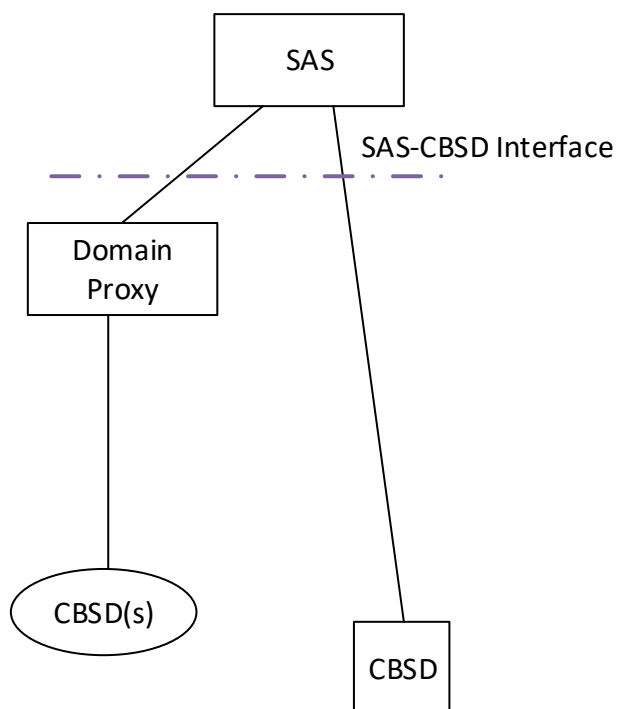 SAS
SAS-CBSD Interface
Domain
Proxy
CBSD(s)
CBSD